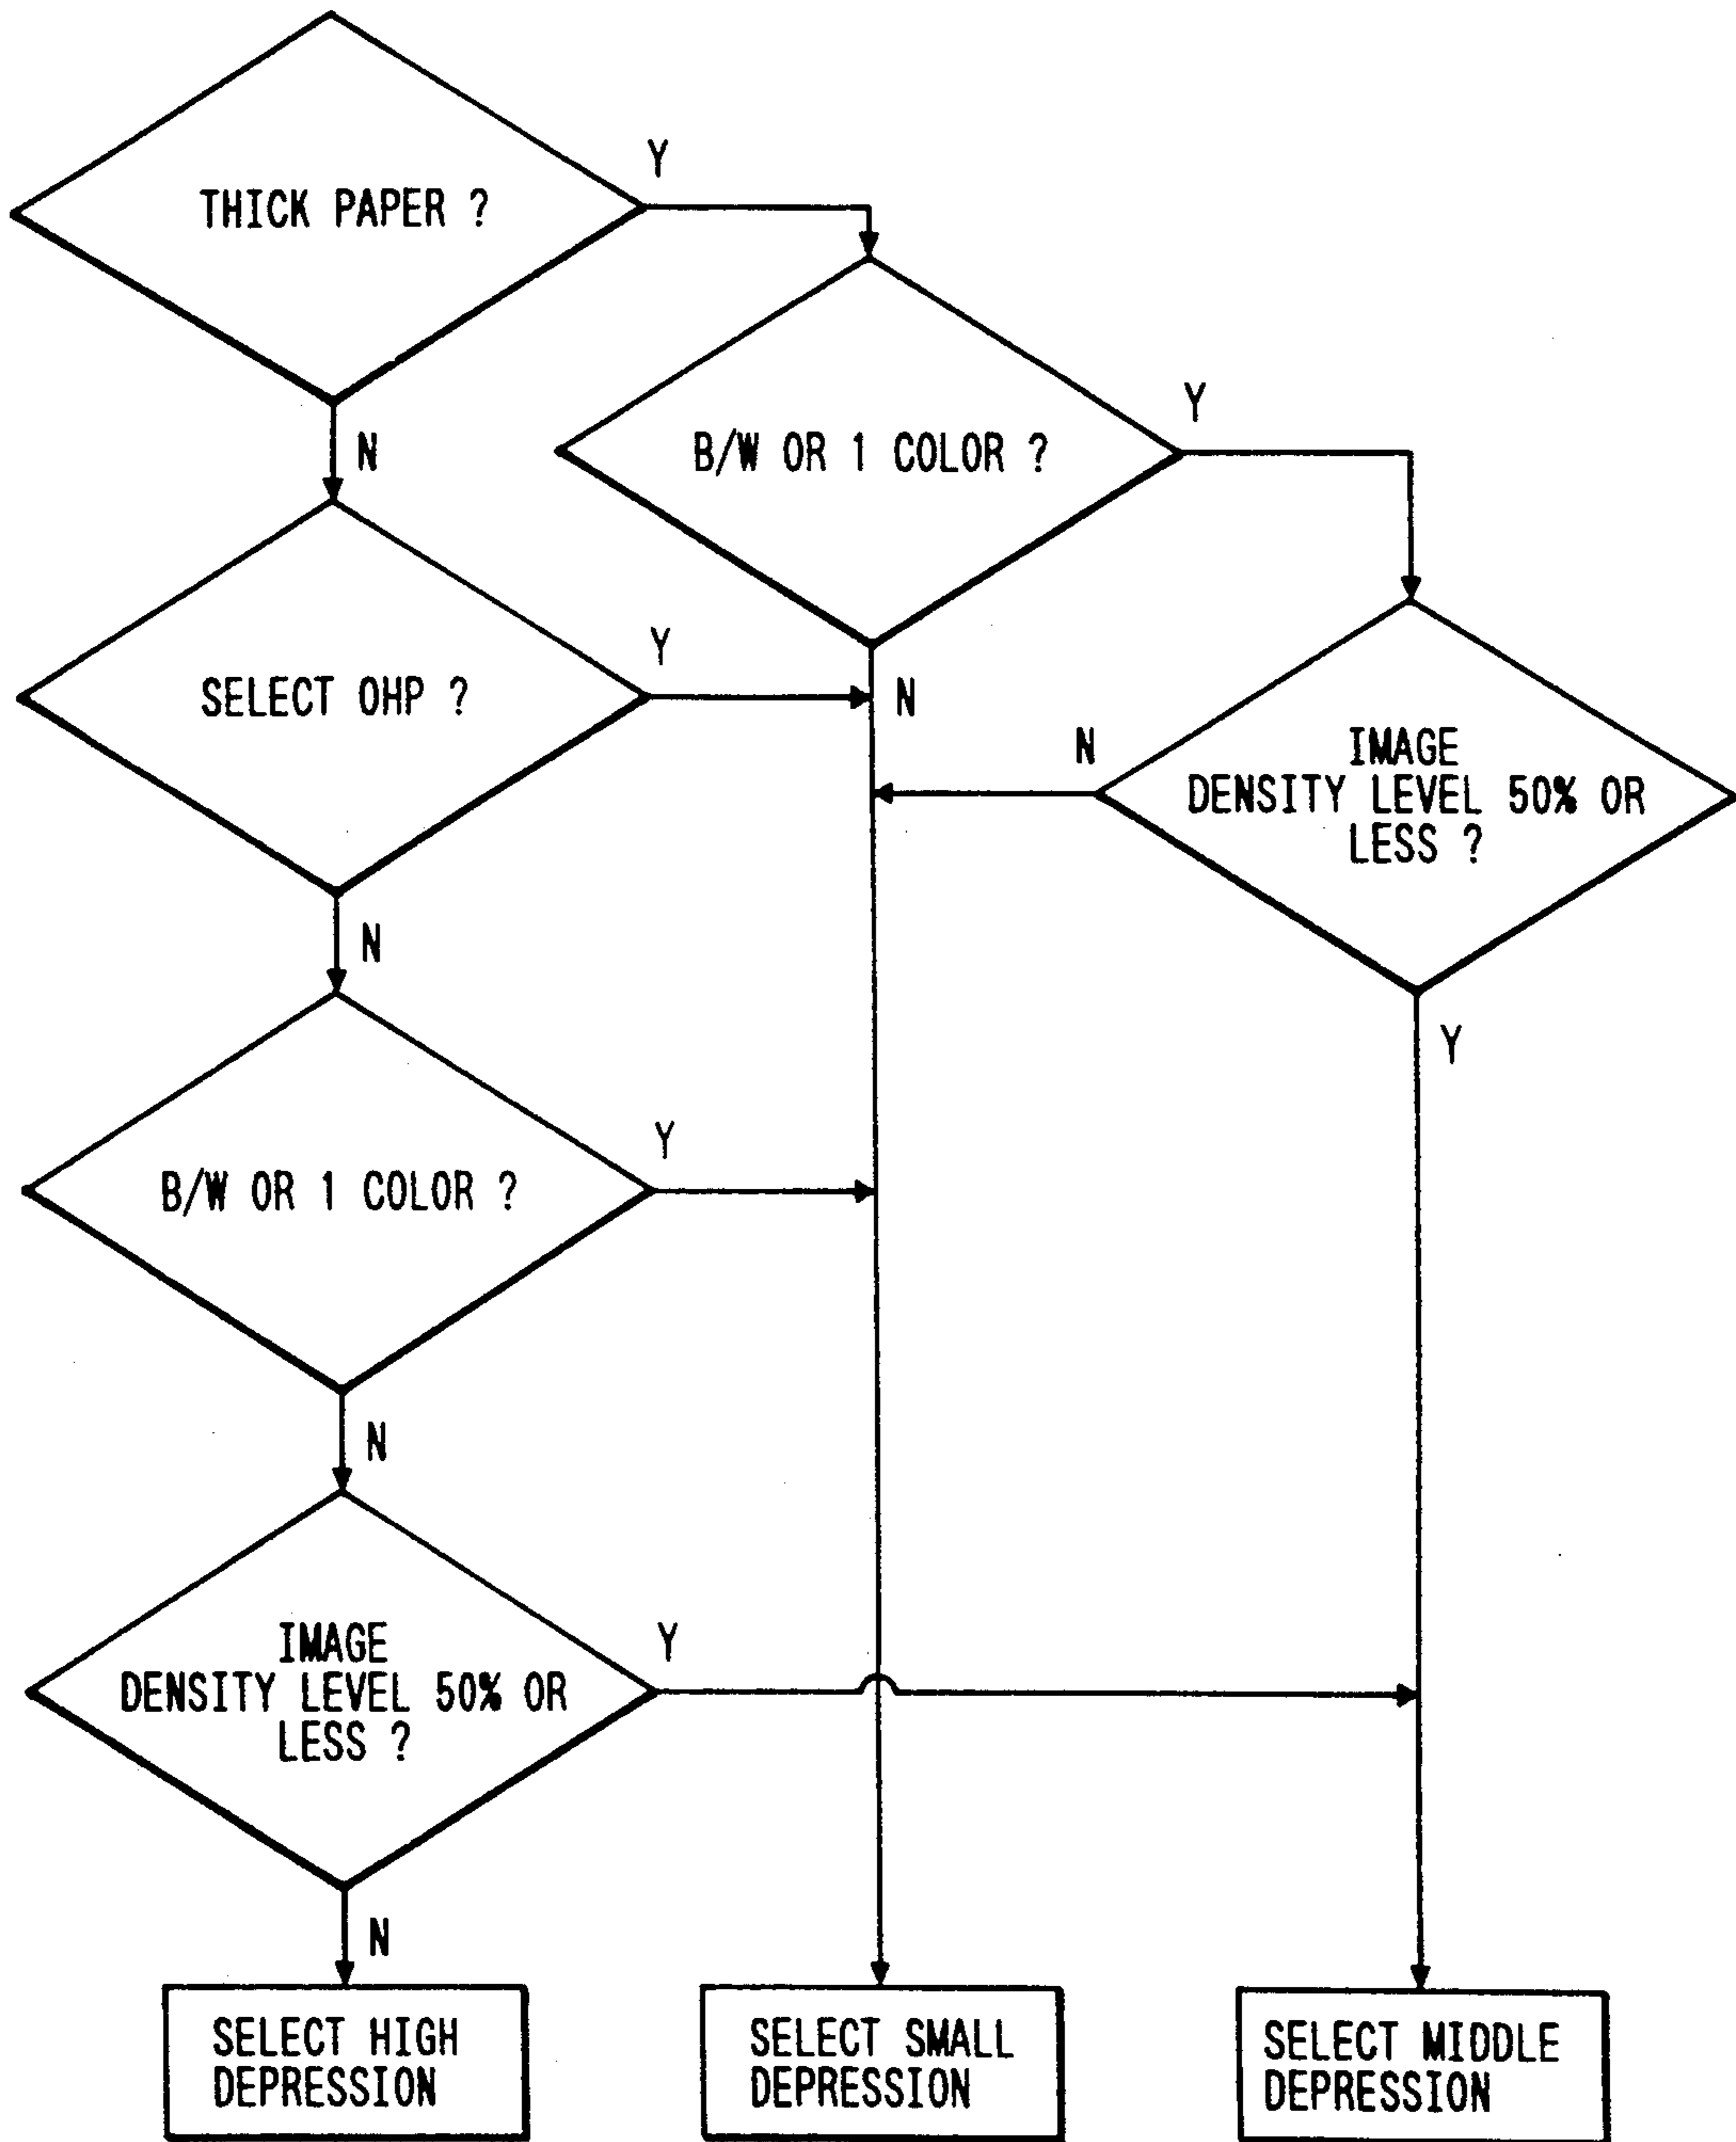 THICK PAPER ?
Y
N
B/W OR 1 COLOR ?
Y
N
SELECT OHP ?
Y
N
IMAGE
DENSITY LEVEL 50% OR
LESS ?
N
Y
B/W OR 1 COLOR ?
Y
N
IMAGE
DENSITY LEVEL 50% OR
LESS ?
Y
N
SELECT HIGH
DEPRESSION
SELECT SMALL
DEPRESSION
SELECT MIDDLE
DEPRESSION